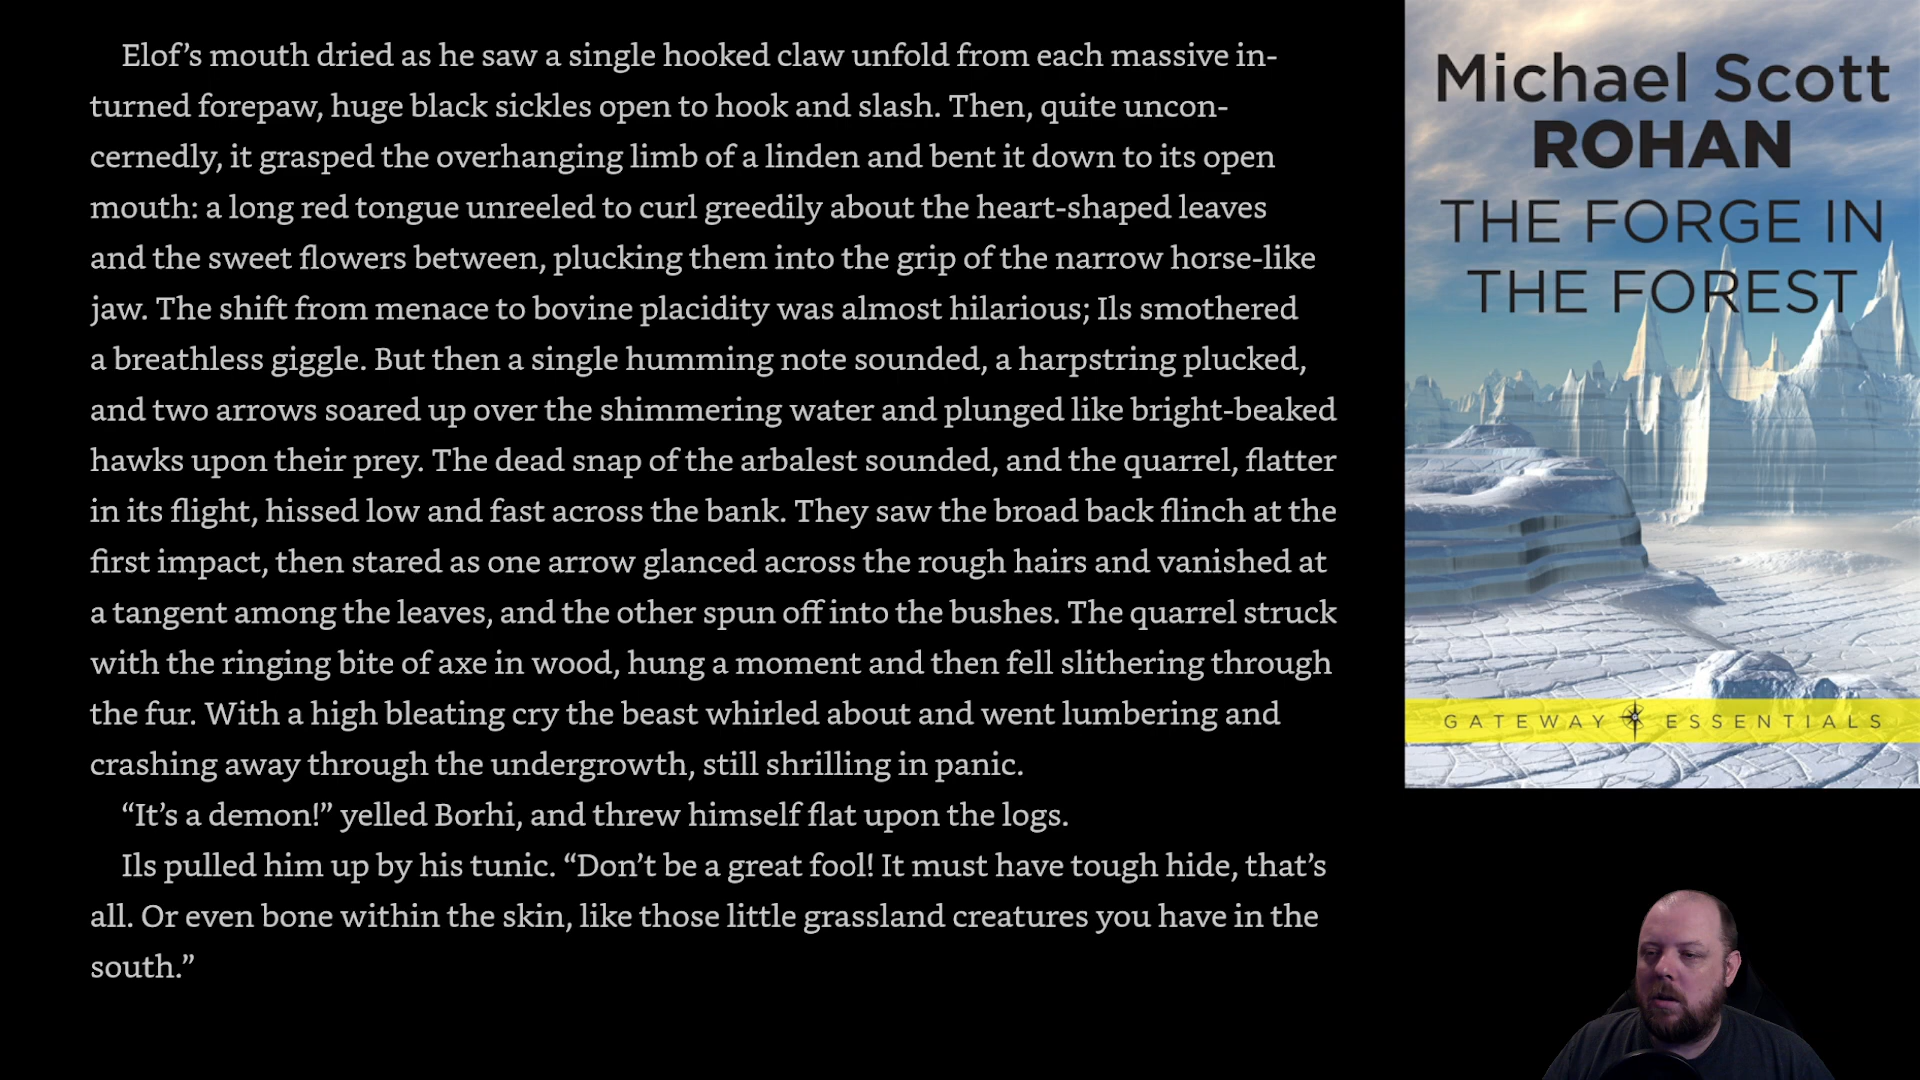 Elof’s mouth dried as he saw a single hooked claw unfold from each massive in-
turned forepaw, huge black sickles open to hook and slash. Then, quite uncon-
cernedly, it grasped the overhanging limb of a linden and bent it down to its open
mouth: a long red tongue unreeled to curl greedily about the heart-shaped leaves
and the sweet flowers between, plucking them into the grip of the narrow horse-like
jaw. The shift from menace to bovine placidity was almost hilarious; Ils smothered
a breathless giggle. But then a single humming note sounded, a harpstring plucked,
and two arrows soared up over the shimmering water and plunged like bright-beaked
hawks upon their prey. The dead snap of the arbalest sounded, and the quarrel, flatter
in its flight, hissed low and fast across the bank. They saw the broad back flinch at the
first impact, then stared as one arrow glanced across the rough hairs and vanished at
a tangent among the leaves, and the other spun off into the bushes. The quarrel struck
with the ringing bite of axe in wood, hung a moment and then fell slithering through
the fur. With a high bleating cry the beast whirled about and went lumbering and
crashing away through the undergrowth, still shrilling in panic.
“It’s a demon!” yelled Borhi, and threw himself flat upon the logs.
Ils pulled him up by his tunic. “Don’t be a great fool! It must have tough hide, that’s
all. Or even bone within the skin, like those little grassland creatures you have in the
south.”
Michael Scott
ROHAN
THE FORGE IN
THE FOREST
GATEWAY ESSENTIALS